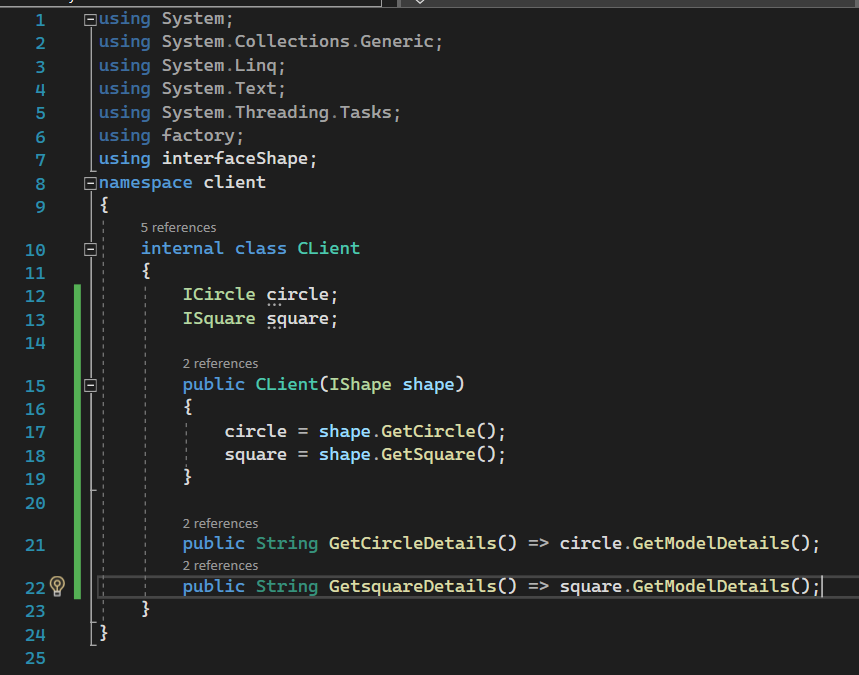 1 using System;
2 using System.Collections.Generic;
3 using System.Linq;
4 using System.Text;
5 using System.Threading.Tasks;
6 using factory;
7 using interfaceShape;
8 namespace client
9 {
5 references
10 internal class CLient
11 {
12 ICircle circle;
13 ISquare square;
14
2 references
15 public CLient(IShape shape)
16 {
17 circle = shape.GetCircle();
18 square = shape.GetSquare();
19 }
20
2 references
21 public String GetCircleDetails() => circle.GetModelDetails();
2 references
22 public String GetsquareDetails() => square.GetModelDetails();
23 }
24 }
25